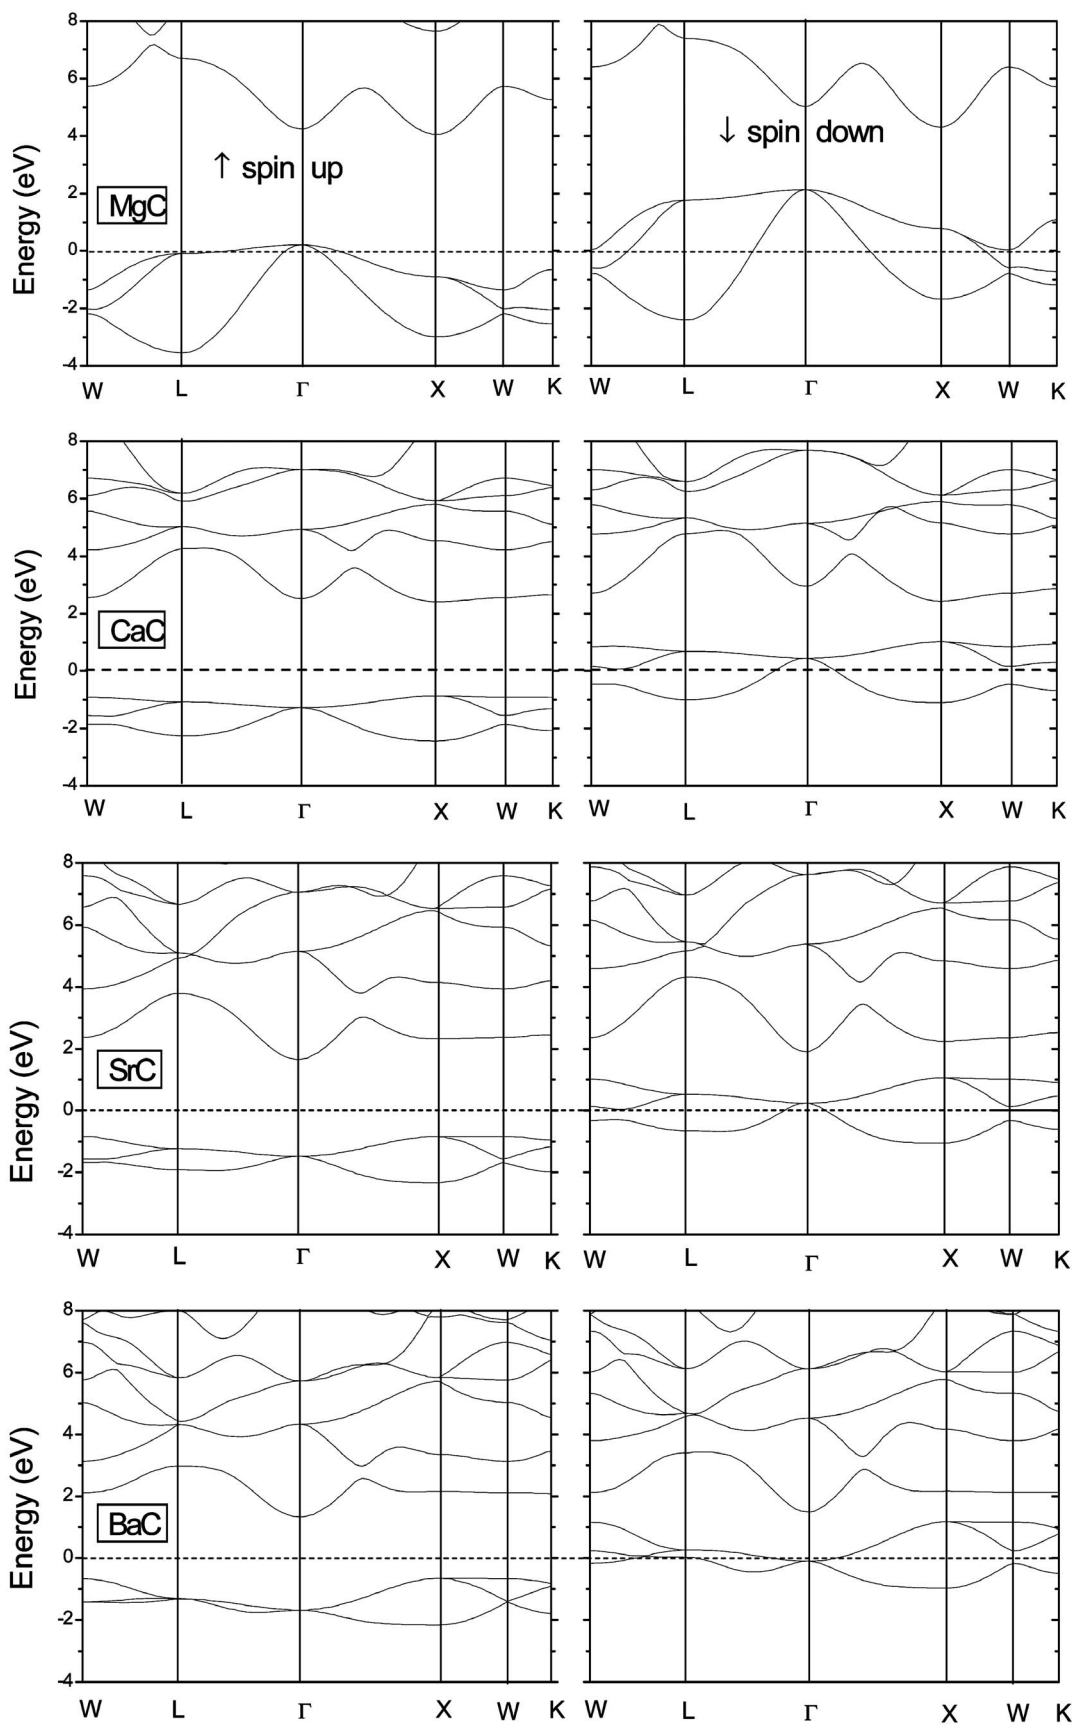 8
6
4
2
0
-2
-4
Energy (eV)
MgC
↑ spin up
↓ spin down
W L Γ X W K
W L Γ X W K
8
6
4
2
0
-2
-4
Energy (eV)
CaC
W L Γ X W K
W L Γ X W K
8
6
4
2
0
-2
-4
Energy (eV)
SrC
W L Γ X W K
W L Γ X W K
8
6
4
2
0
-2
-4
Energy (eV)
BaC
W L Γ X W K
W L Γ X W K